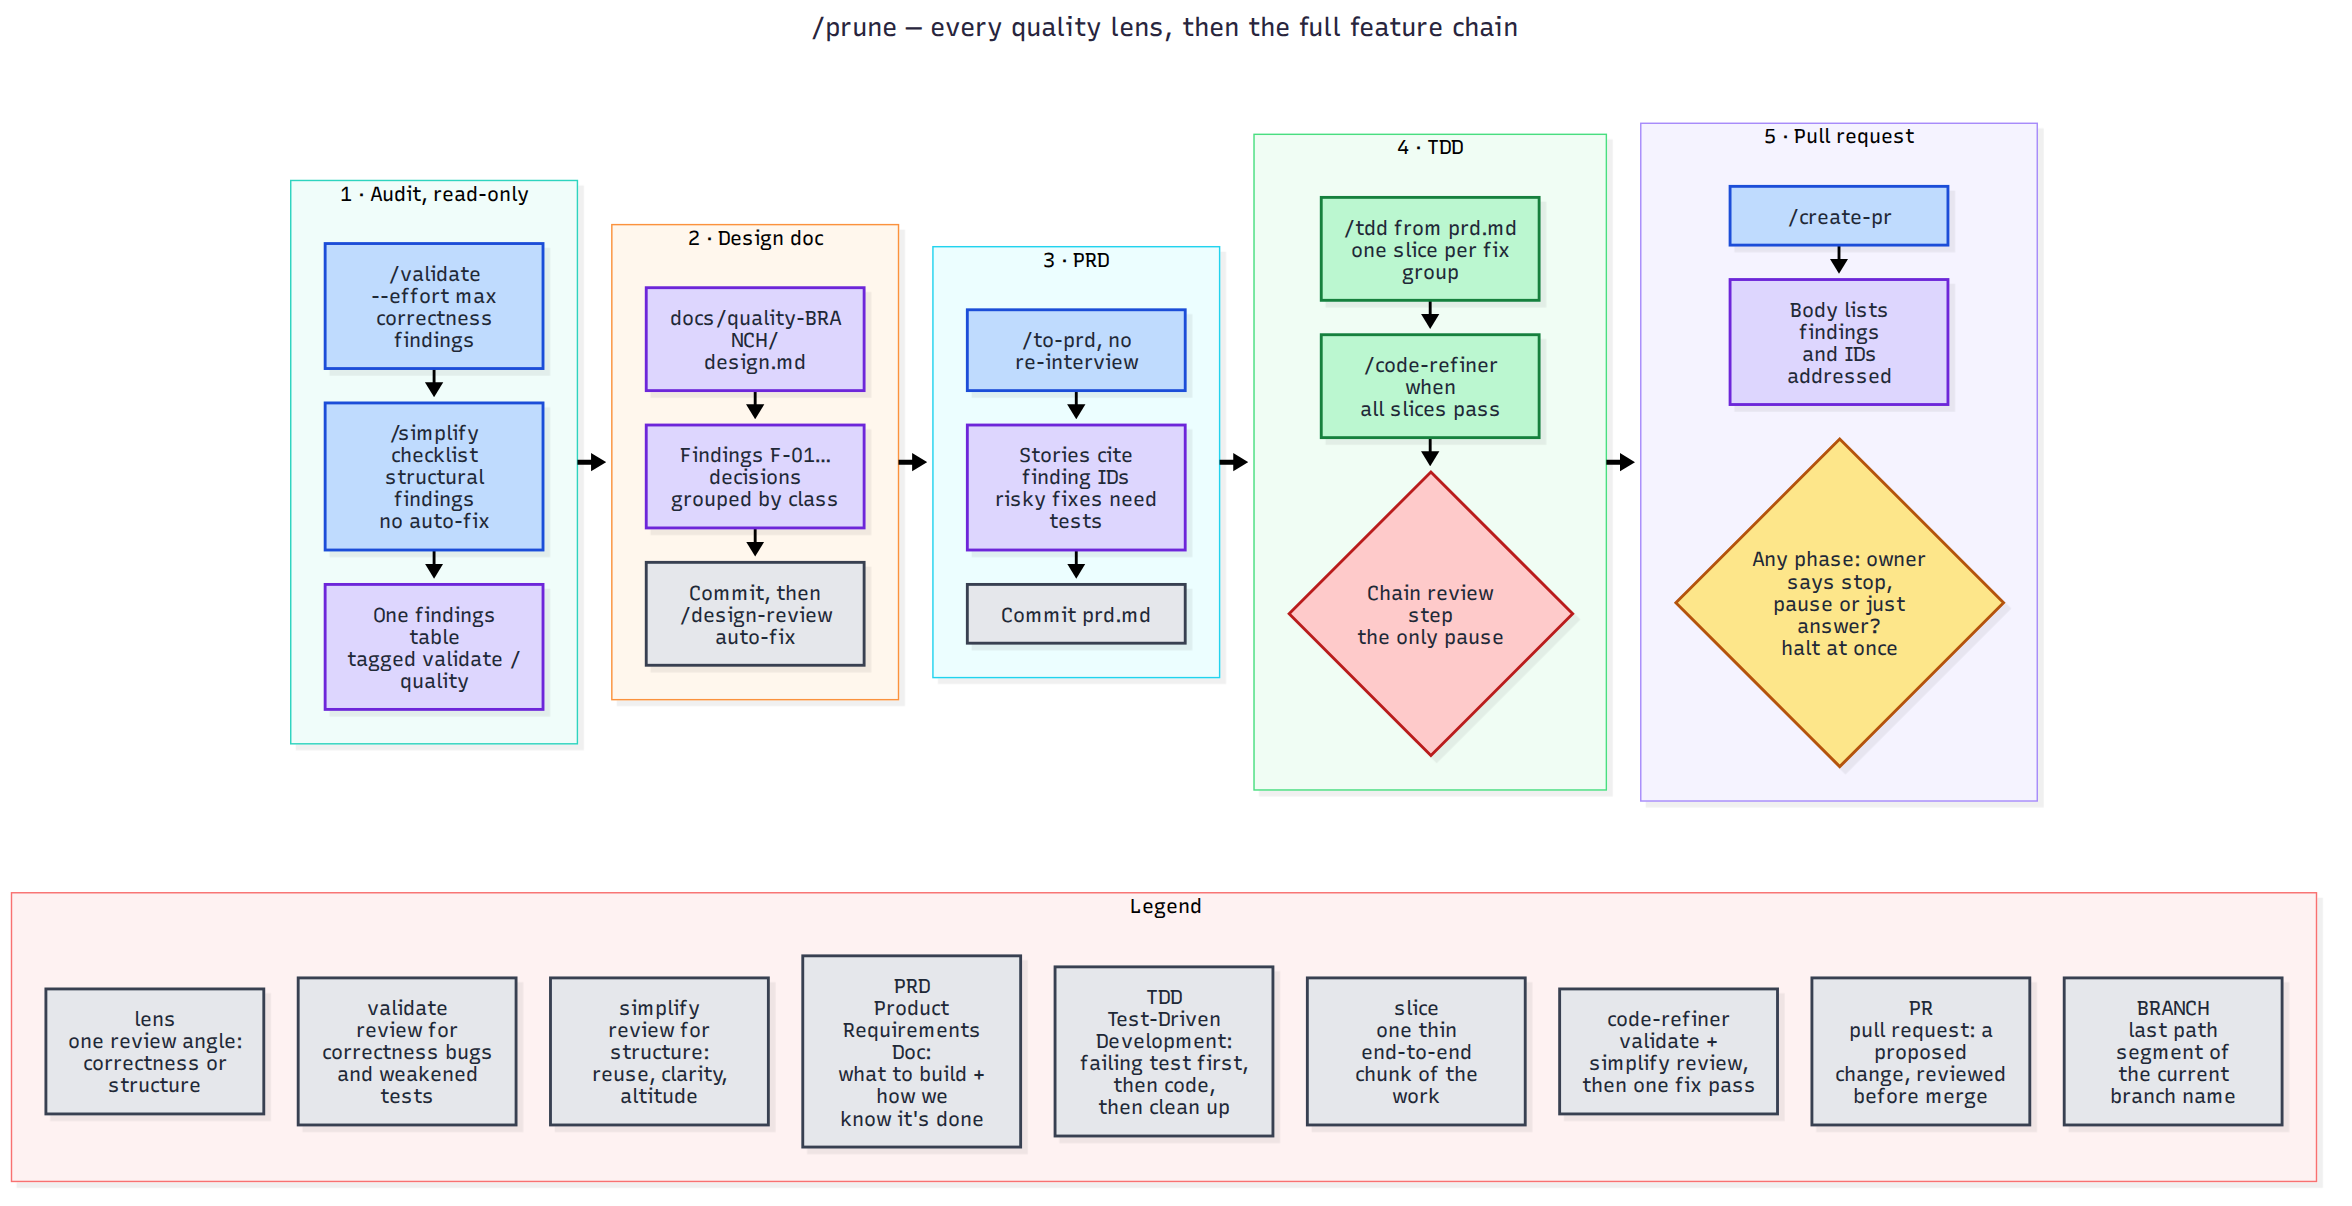 /prune — every quality lens, then the full feature chain
1 · Audit, read-only
/validate
--effort max
correctness
findings
/simplify
checklist
structural
findings
no auto-fix
One findings
table
tagged validate /
quality
2 · Design doc
docs/quality-BRA
NCH/
design.md
Findings F-01...
decisions
grouped by class
Commit, then
/design-review
auto-fix
3 · PRD
/to-prd, no
re-interview
Stories cite
finding IDs
risky fixes need
tests
Commit prd.md
4 · TDD
/tdd from prd.md
one slice per fix
group
/code-refiner
when
all slices pass
Chain review
step
the only pause
5 · Pull request
/create-pr
Body lists
findings
and IDs
addressed
Any phase: owner
says stop,
pause or just
answer?
halt at once
Legend
lens
one review angle:
correctness or
structure
validate
review for
correctness bugs
and weakened
tests
simplify
review for
structure:
reuse, clarity,
altitude
PRD
Product
Requirements
Doc:
what to build +
how we
know it's done
TDD
Test-Driven
Development:
failing test first,
then code,
then clean up
slice
one thin
end-to-end
chunk of the
work
code-refiner
validate +
simplify review,
then one fix pass
PR
pull request: a
proposed
change, reviewed
before merge
BRANCH
last path
segment of
the current
branch name